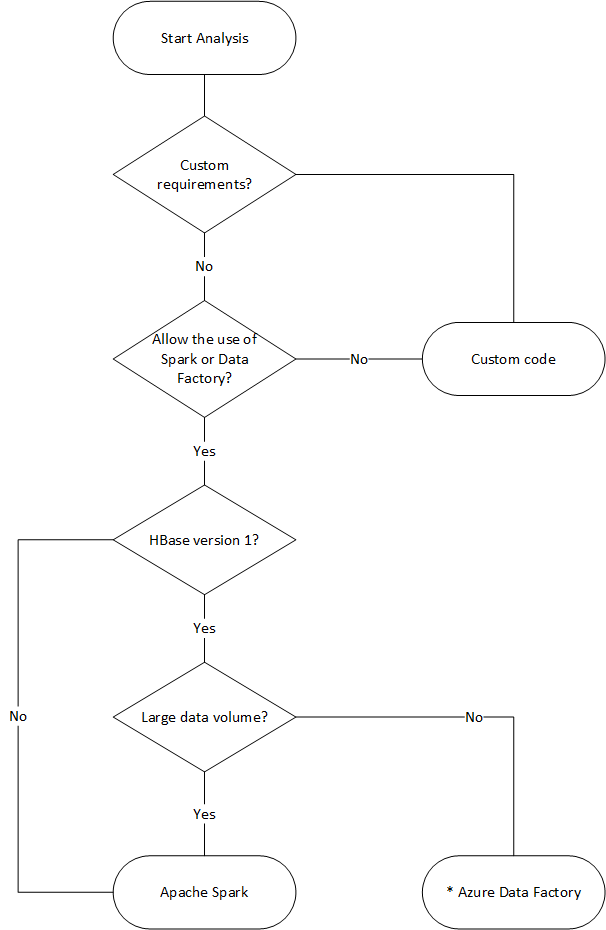 Start Analysis
Custom
requirements?
No
Allow the use of
Spark or Data
Factory?
No
Custom code
Yes
HBase version 1?
Yes
Large data volume?
No
No
Yes
Apache Spark
* Azure Data Factory